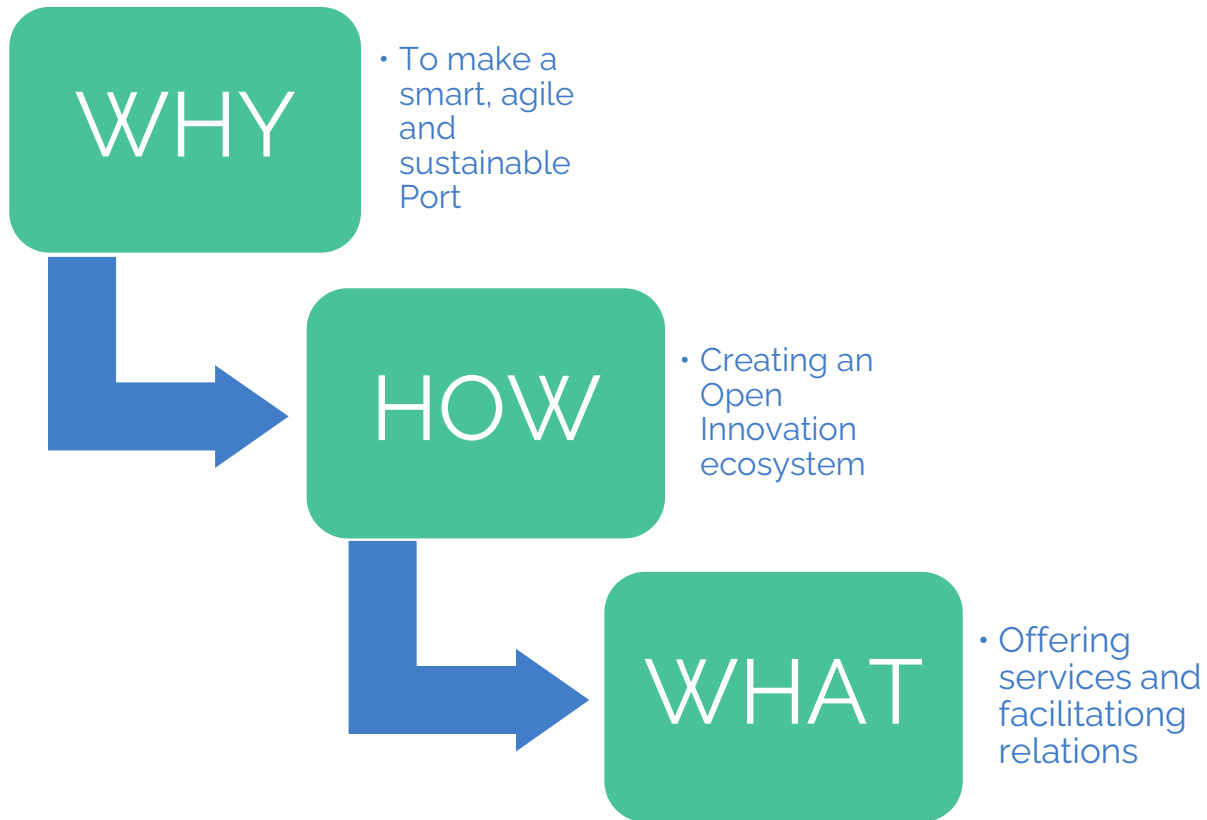 WHY
• To make a
smart, agile
and
sustainable
Port
HOW
• Creating an
Open
Innovation
ecosystem
WHAT
• Offering
services and
facilitationg
relations